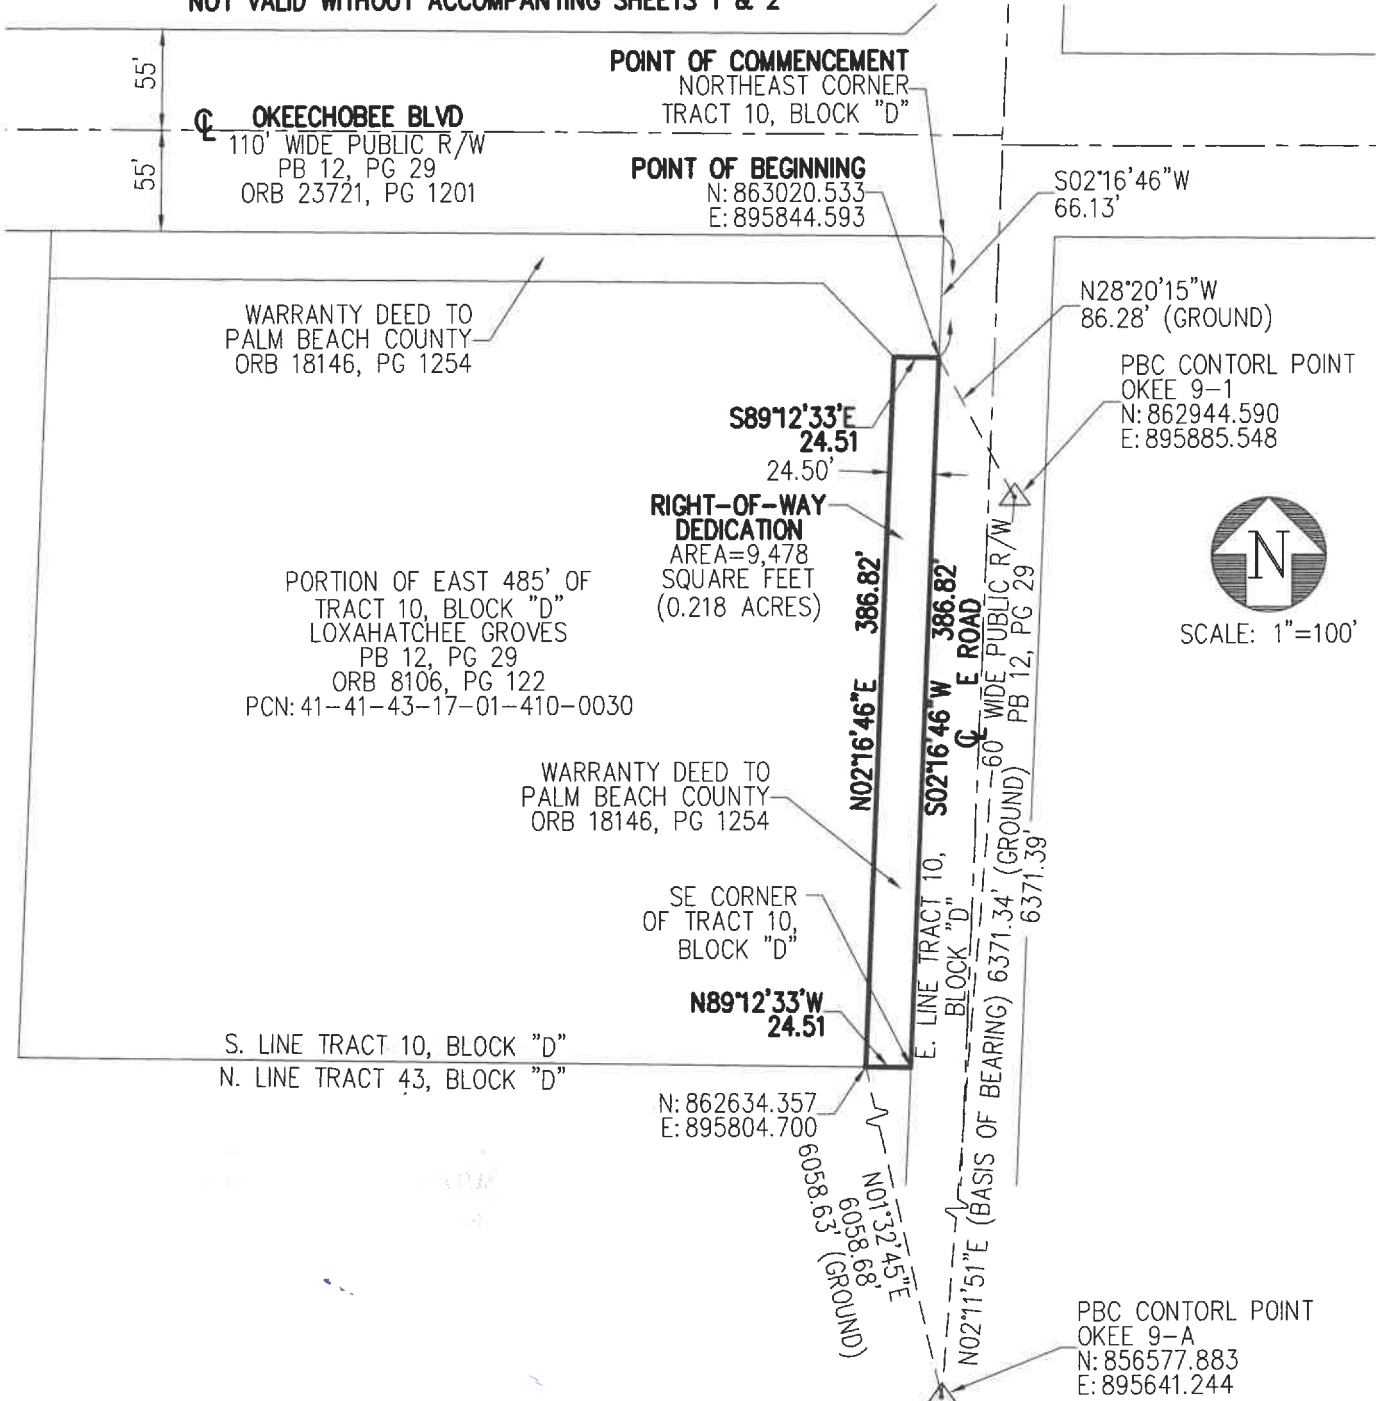 NOT VALID WITHOUT ACCOMPANYING SHEETS 1 & 2
55'
55'
℄ OKEECHOBEE BLVD
110' WIDE PUBLIC R/W
PB 12, PG 29
ORB 23721, PG 1201
POINT OF COMMENCEMENT
NORTHEAST CORNER
TRACT 10, BLOCK "D"
POINT OF BEGINNING
N: 863020.533
E: 895844.593
S02°16'46"W
66.13'
N28°20'15"W
86.28' (GROUND)
PBC CONTORL POINT
OKEE 9-1
N: 862944.590
E: 895885.548
WARRANTY DEED TO
PALM BEACH COUNTY
ORB 18146, PG 1254
S89°12'33'E
24.51
24.50'
RIGHT-OF-WAY
DEDICATION
AREA=9,478
SQUARE FEET
(0.218 ACRES)
PORTION OF EAST 485' OF
TRACT 10, BLOCK "D"
LOXAHATCHEE GROVES
PB 12, PG 29
ORB 8106, PG 122
PCN: 41-41-43-17-01-410-0030
N02°16'46"E 386.82'
S02°16'46"W 386.82'
℄ E ROAD
60' WIDE PUBLIC R/W
PB 12, PG 29
N
SCALE: 1"=100'
WARRANTY DEED TO
PALM BEACH COUNTY
ORB 18146, PG 1254
SE CORNER
OF TRACT 10,
BLOCK "D"
E. LINE TRACT 10,
BLOCK "D"
N02°11'51"E (BASIS OF BEARING) 6371.34' (GROUND)
6371.39'
N89°12'33'W
24.51
S. LINE TRACT 10, BLOCK "D"
N. LINE TRACT 43, BLOCK "D"
N: 862634.357
E: 895804.700
N01°32'45"E
6058.68'
6058.63' (GROUND)
PBC CONTORL POINT
OKEE 9-A
N: 856577.883
E: 895641.244